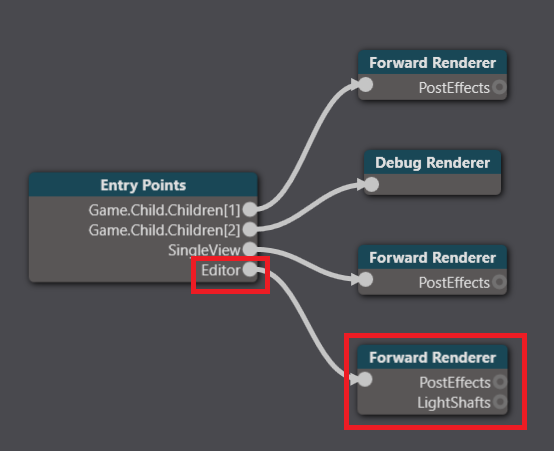 Forward Renderer
PostEffects
Debug Renderer
Entry Points
Game.Child.Children[1]
Game.Child.Children[2]
SingleView
Editor
Forward Renderer
PostEffects
Forward Renderer
PostEffects
LightShafts